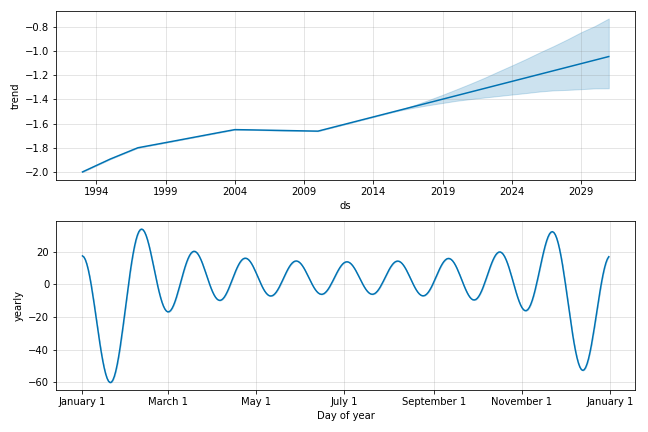 −0.8
−1.0
−1.2
−1.4
−1.6
−1.8
−2.0
trend
1994 1999 2004 2009 2014 2019 2024 2029
ds
20
0
−20
−40
−60
yearly
January 1 March 1 May 1 July 1 September 1 November 1 January 1
Day of year